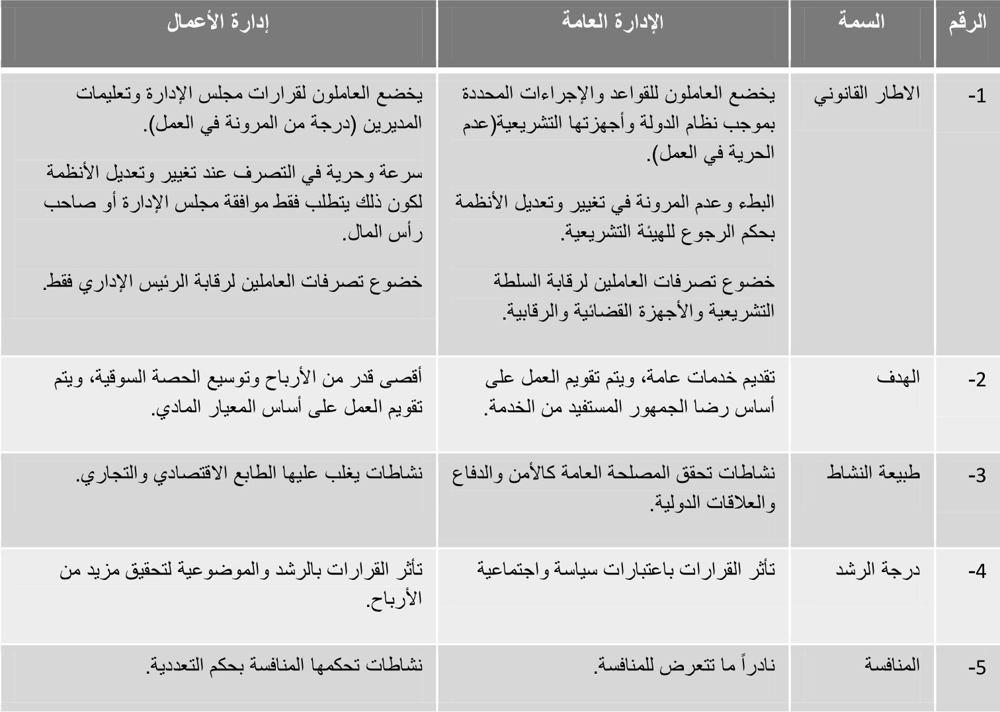 الرقم السمة الإدارة العامة إدارة الأعمال
-1 الاطار القانوني
يخضع العاملون للقواعد والإجراءات المحددة
بموجب نظام الدولة وأجهزتها التشريعية(عدم
الحرية في العمل).
البطء وعدم المرونة في تغيير وتعديل الأنظمة
بحكم الرجوع للهيئة التشريعية.
خضوع تصرفات العاملين لرقابة السلطة
التشريعية والأجهزة القضائية والرقابية.
يخضع العاملون لقرارات مجلس الإدارة وتعليمات
المديرين (درجة من المرونة في العمل).
سرعة وحرية في التصرف عند تغيير وتعديل الأنظمة
لكون ذلك يتطلب فقط موافقة مجلس الإدارة أو صاحب
رأس المال.
خضوع تصرفات العاملين لرقابة الرئيس الإداري فقط.
-2 الهدف
تقديم خدمات عامة، ويتم تقويم العمل على
أساس رضا الجمهور المستفيد من الخدمة.
أقصى قدر من الأرباح وتوسيع الحصة السوقية، ويتم
تقويم العمل على أساس المعيار المادي.
-3 طبيعة النشاط
نشاطات تحقق المصلحة العامة كالأمن والدفاع
والعلاقات الدولية.
نشاطات يغلب عليها الطابع الاقتصادي والتجاري.
-4 درجة الرشد
تأثر القرارات باعتبارات سياسة واجتماعية
تأثر القرارات بالرشد والموضوعية لتحقيق مزيد من
الأرباح.
-5 المنافسة
نادراً ما تتعرض للمنافسة.
نشاطات تحكمها المنافسة بحكم التعددية.